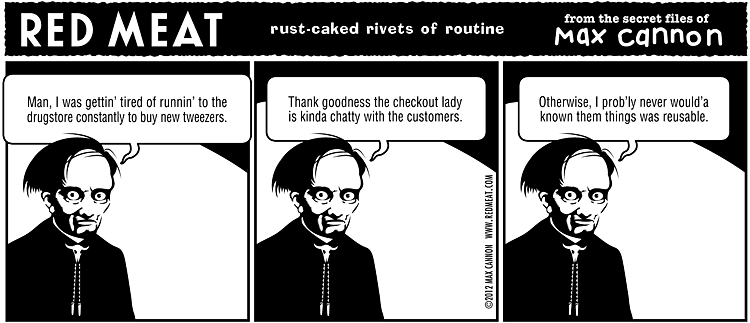 RED MEAT
rust-caked rivets of routine
from the secret files of
Max cannon
Man, I was gettin' tired of runnin' to the
drugstore constantly to buy new tweezers.
Thank goodness the checkout lady
is kinda chatty with the customers.
©2012 MAX CANNON WWW.REDMEAT.COM
Otherwise, I prob'ly never would'a
known them things was reusable.